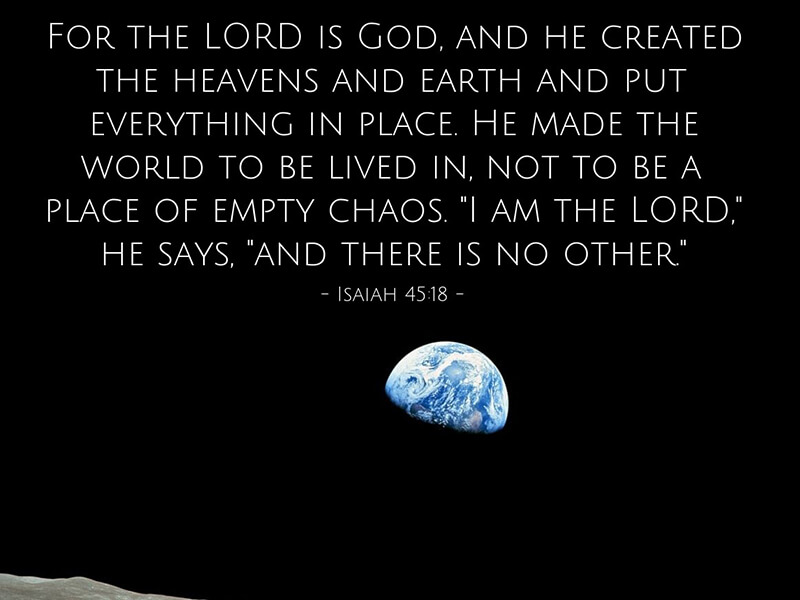 For the LORD is God, and he created
the heavens and earth and put
everything in place. He made the
world to be lived in, not to be a
place of empty chaos. "I am the LORD,"
he says, "and there is no other."
- Isaiah 45:18 -